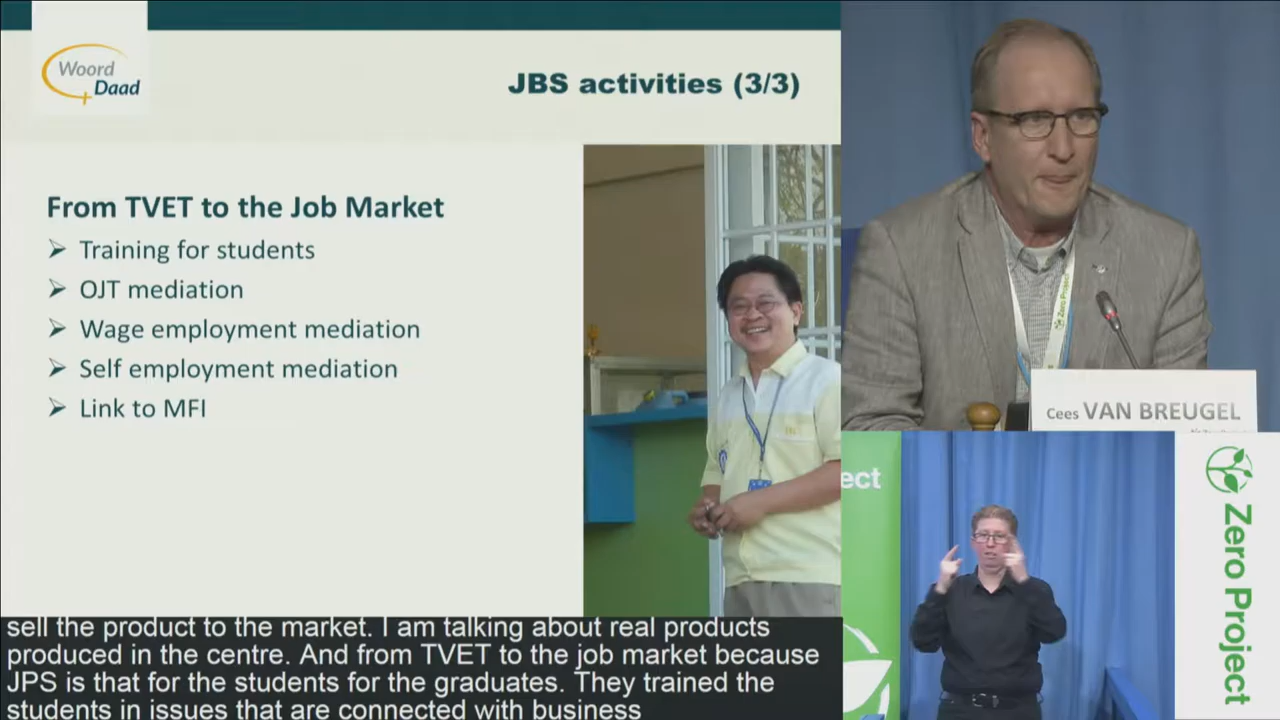 Woord
Daad
JBS activities (3/3)
From TVET to the Job Market
Training for students
OJT mediation
Wage employment mediation
Self employment mediation
Link to MFI
Zero Project
Cees VAN BREUGEL
ect
Zero Project
sell the product to the market. I am talking about real products
produced in the centre. And from TVET to the job market because
JPS is that for the students for the graduates. They trained the
students in issues that are connected with business